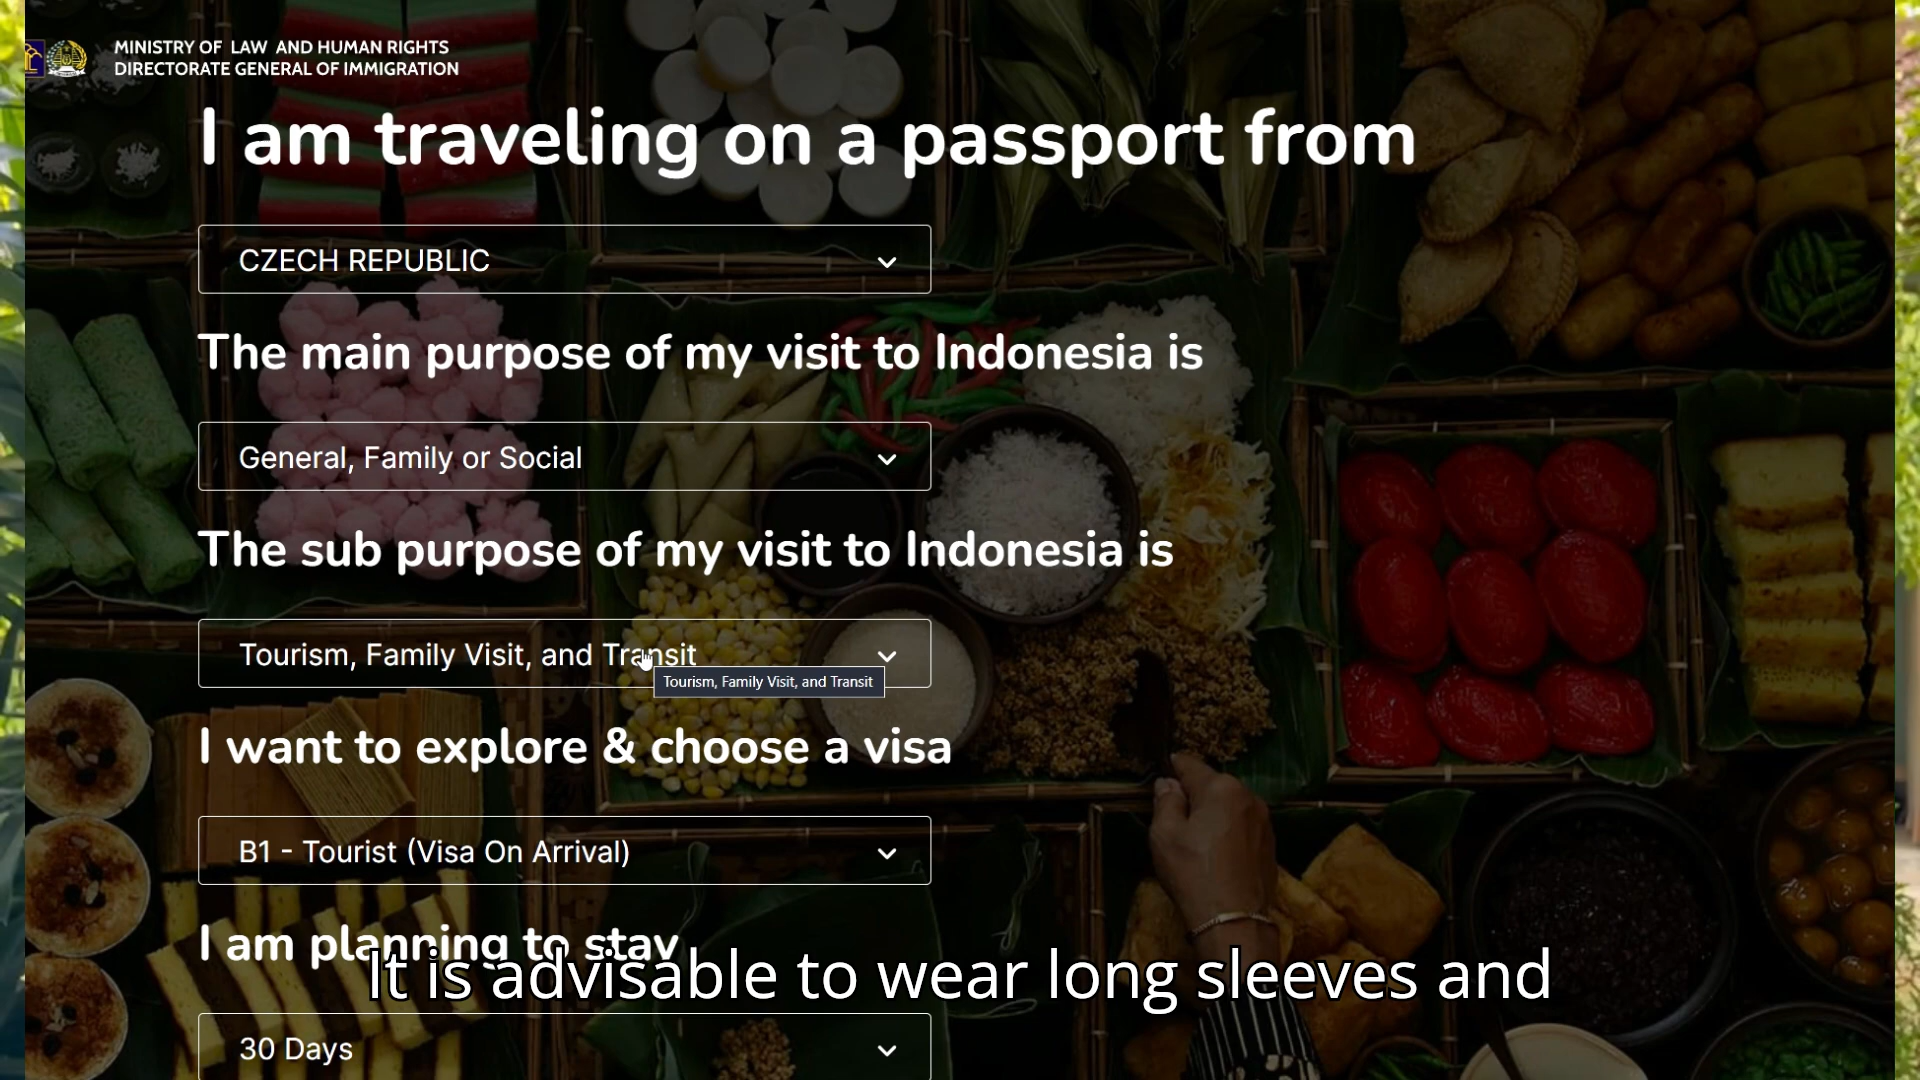 MINISTRY OF LAW AND HUMAN RIGHTS
DIRECTORATE GENERAL OF IMMIGRATION
I am traveling on a passport from
CZECH REPUBLIC
The main purpose of my visit to Indonesia is
General, Family or Social
The sub purpose of my visit to Indonesia is
Tourism, Family Visit, and Transit
Tourism, Family Visit, and Transit
I want to explore & choose a visa
B1 - Tourist (Visa On Arrival)
I am planning to stay
It is advisable to wear long sleeves and
30 Days